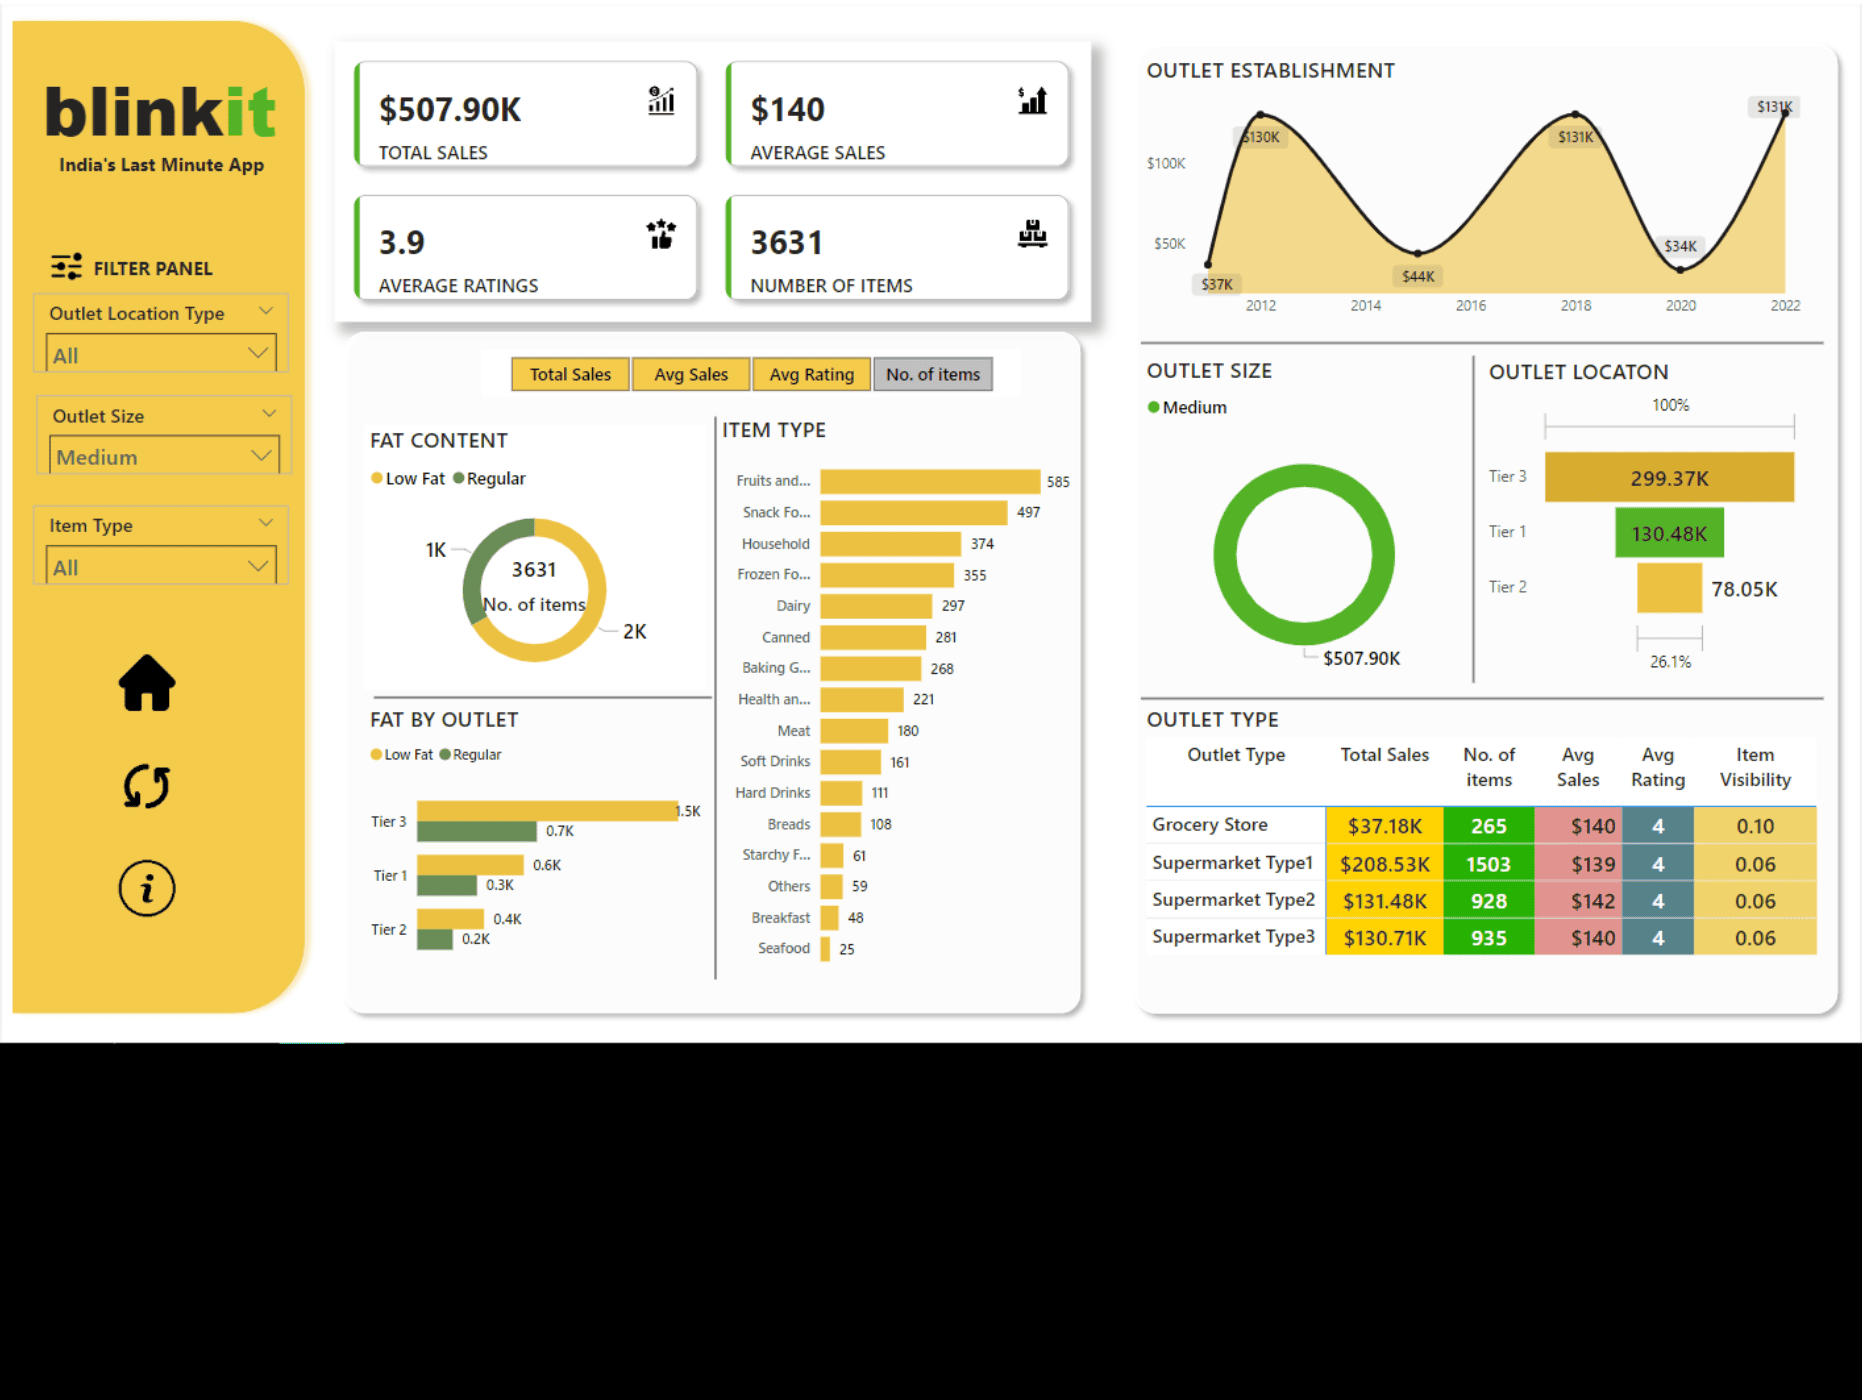 blinkit
India's Last Minute App
FILTER PANEL
Outlet Location Type
All
Outlet Size
Medium
Item Type
All
$507.90K
TOTAL SALES
$140
AVERAGE SALES
3.9
AVERAGE RATINGS
3631
NUMBER OF ITEMS
Total Sales
Avg Sales
Avg Rating
No. of items
FAT CONTENT
Low Fat
Regular
1K
3631
No. of items
2K
FAT BY OUTLET
Low Fat
Regular
Tier 3
1.5K
0.7K
Tier 1
0.6K
0.3K
Tier 2
0.4K
0.2K
ITEM TYPE
Fruits and... 585
Snack Fo... 497
Household 374
Frozen Fo... 355
Dairy 297
Canned 281
Baking G... 268
Health an... 221
Meat 180
Soft Drinks 161
Hard Drinks 111
Breads 108
Starchy F... 61
Others 59
Breakfast 48
Seafood 25
OUTLET ESTABLISHMENT
$100K
$50K
$37K
$130K
$44K
$131K
$34K
$131K
2012 2014 2016 2018 2020 2022
OUTLET SIZE
Medium
$507.90K
OUTLET LOCATON
100%
Tier 3 299.37K
Tier 1 130.48K
Tier 2 78.05K
26.1%
OUTLET TYPE
Outlet Type Total Sales No. of items Avg Sales Avg Rating Item Visibility
Grocery Store $37.18K 265 $140 4 0.10
Supermarket Type1 $208.53K 1503 $139 4 0.06
Supermarket Type2 $131.48K 928 $142 4 0.06
Supermarket Type3 $130.71K 935 $140 4 0.06